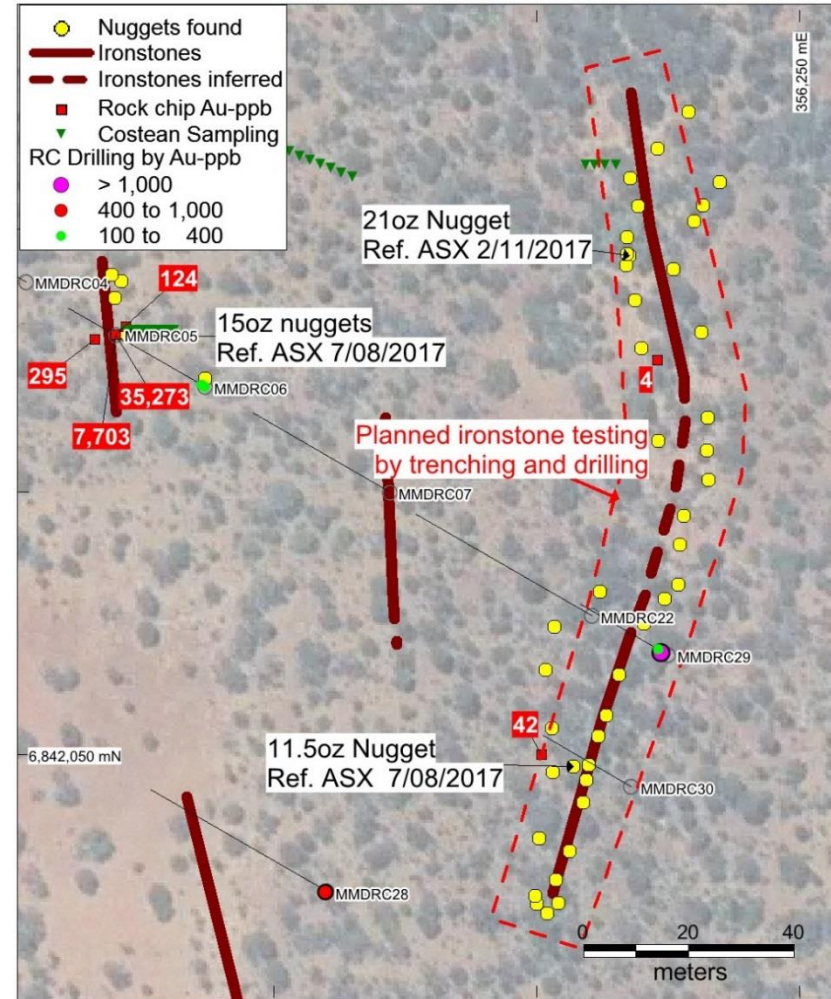 Nuggets found
Ironstones
Ironstones inferred
Rock chip Au-ppb
Costean Sampling
RC Drilling by Au-ppb
> 1,000
400 to 1,000
100 to 400
356,250 mE
21oz Nugget
Ref. ASX 2/11/2017
MMDRC04
124
MMDRC05
15oz nuggets
Ref. ASX 7/08/2017
295
35,273
7,703
MMDRC06
4
Planned ironstone testing
by trenching and drilling
MMDRC07
MMDRC22
MMDRC29
42
6,842,050 mN
11.5oz Nugget
Ref. ASX 7/08/2017
MMDRC30
MMDRC28
0 20 40
meters